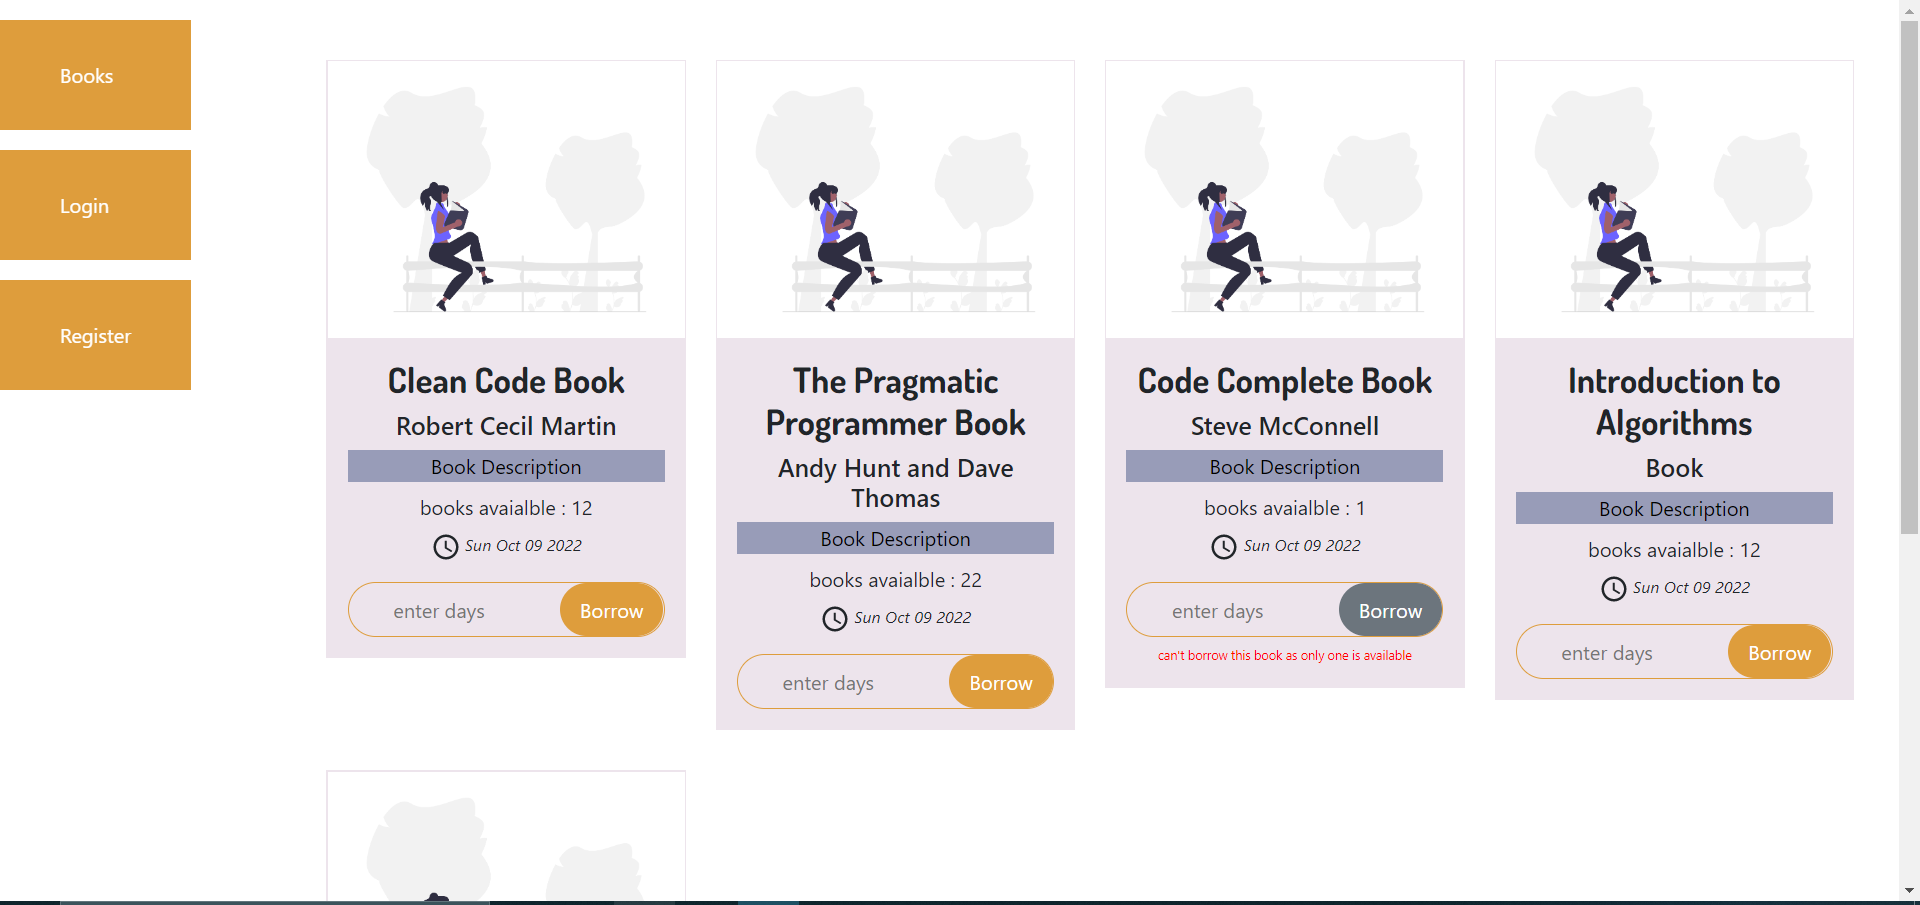 Books
Login
Register
Clean Code Book
Robert Cecil Martin
Book Description
books avaialble : 12
Sun Oct 09 2022
enter days
Borrow
The Pragmatic
Programmer Book
Andy Hunt and Dave
Thomas
Book Description
books avaialble : 22
Sun Oct 09 2022
enter days
Borrow
Code Complete Book
Steve McConnell
Book Description
books avaialble : 1
Sun Oct 09 2022
enter days
Borrow
can't borrow this book as only one is available
Introduction to
Algorithms
Book
Book Description
books avaialble : 12
Sun Oct 09 2022
enter days
Borrow